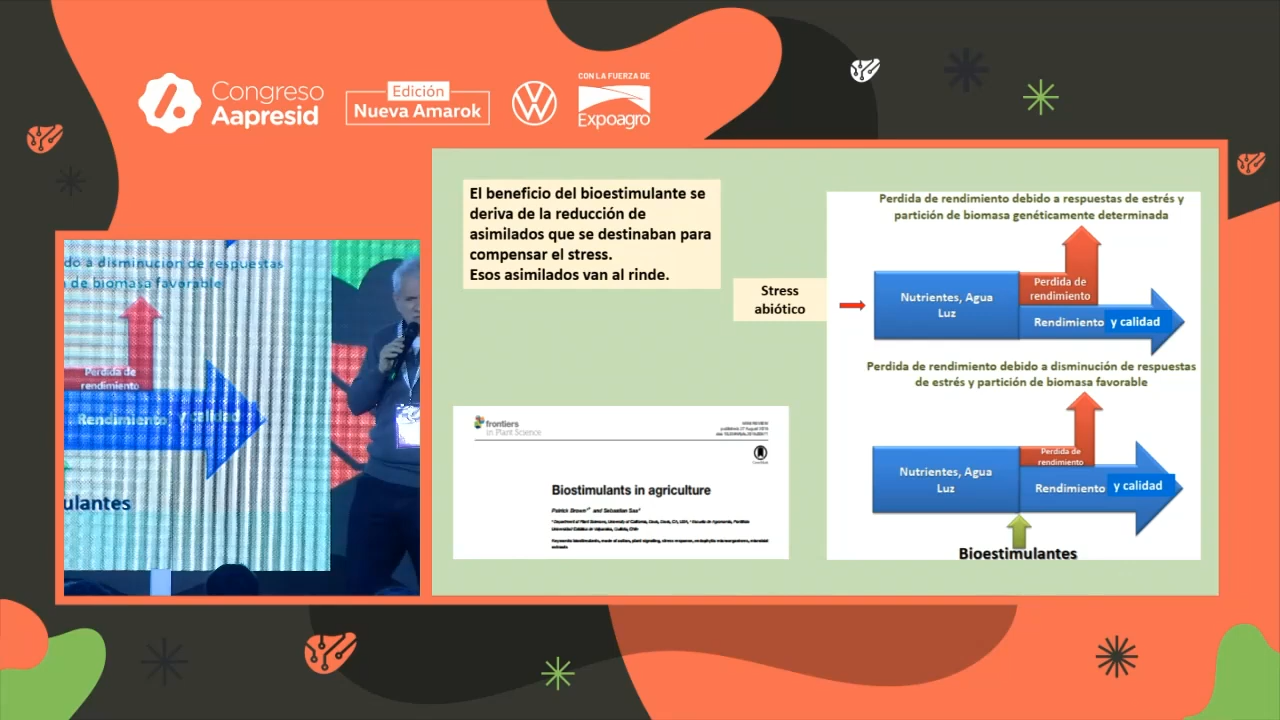 Congreso
Aapresid
Edición
Nueva Amarok
CON LA FUERZA DE
Expoagro
El beneficio del bioestimulante se
deriva de la reducción de
asimilados que se destinaban para
compensar el stress.
Esos asimilados van al rinde.
Stress
abiótico
Perdida de rendimiento debido a respuestas de estrés y
partición de biomasa genéticamente determinada
Nutrientes, Agua
Luz
Perdida de
rendimiento
Rendimiento y calidad
Perdida de rendimiento debido a disminución de respuestas
de estrés y partición de biomasa favorable
Nutrientes, Agua
Luz
Perdida de
rendimiento
Rendimiento y calidad
Bioestimulantes
frontiers
in Plant Science
Biostimulants in agriculture
Patrick Brown and Sebastian Saa
do a disminucion de respuestas
de biomasa favorable
Perdida de
rendimiento
Rendimiento y calidad
ulantes